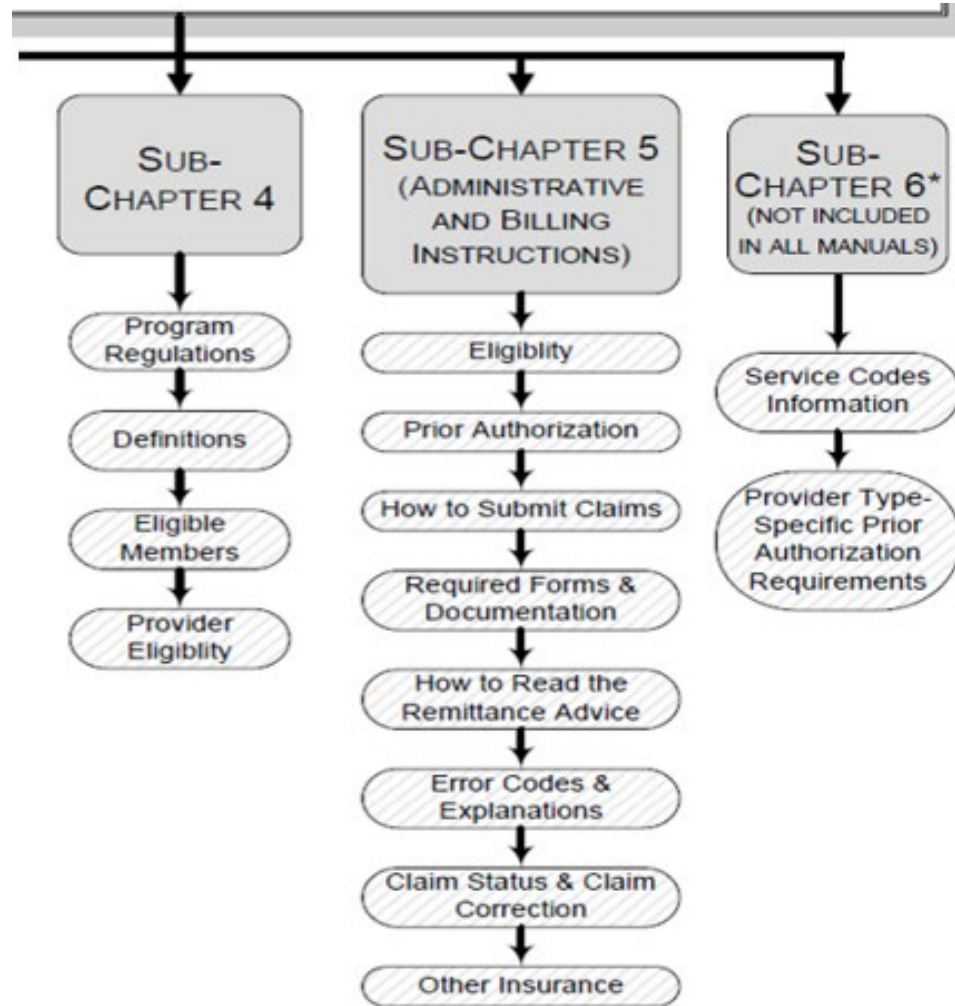 SUB-
CHAPTER 4
Program
Regulations
Definitions
Eligible
Members
Provider
Eligiblity
SUB-CHAPTER 5
(ADMINISTRATIVE
AND BILLING
INSTRUCTIONS)
Eligiblity
Prior Authorization
How to Submit Claims
Required Forms &
Documentation
How to Read the
Remittance Advice
Error Codes &
Explanations
Claim Status & Claim
Correction
Other Insurance
SUB-
CHAPTER 6*
(NOT INCLUDED
IN ALL MANUALS)
Service Codes
Information
Provider Type-
Specific Prior
Authorization
Requirements